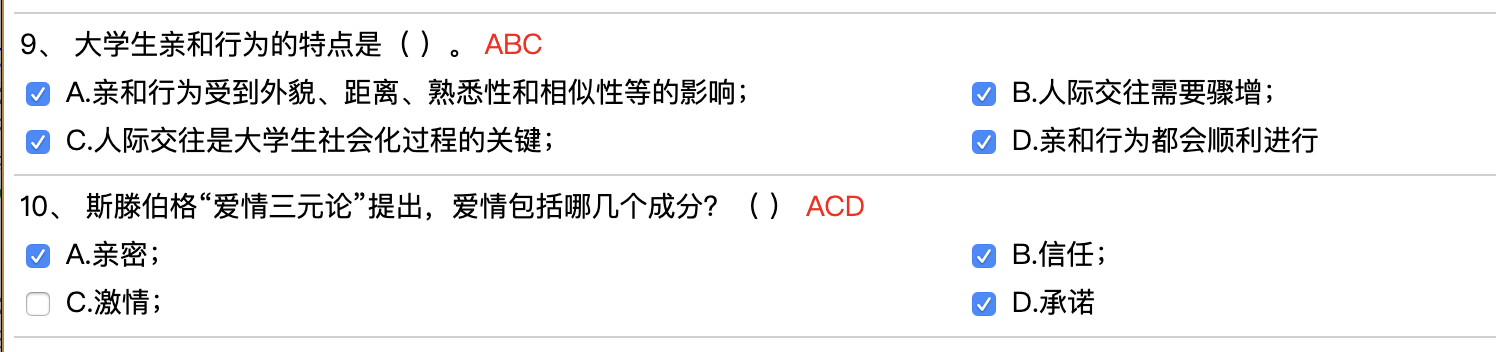 9、 大学生亲和行为的特点是（ ）。 ABC
A.亲和行为受到外貌、距离、熟悉性和相似性等的影响； B.人际交往需要骤增；
C.人际交往是大学生社会化过程的关键； D.亲和行为都会顺利进行
10、 斯滕伯格“爱情三元论”提出，爱情包括哪几个成分？（ ） ACD
A.亲密； B.信任；
C.激情； D.承诺